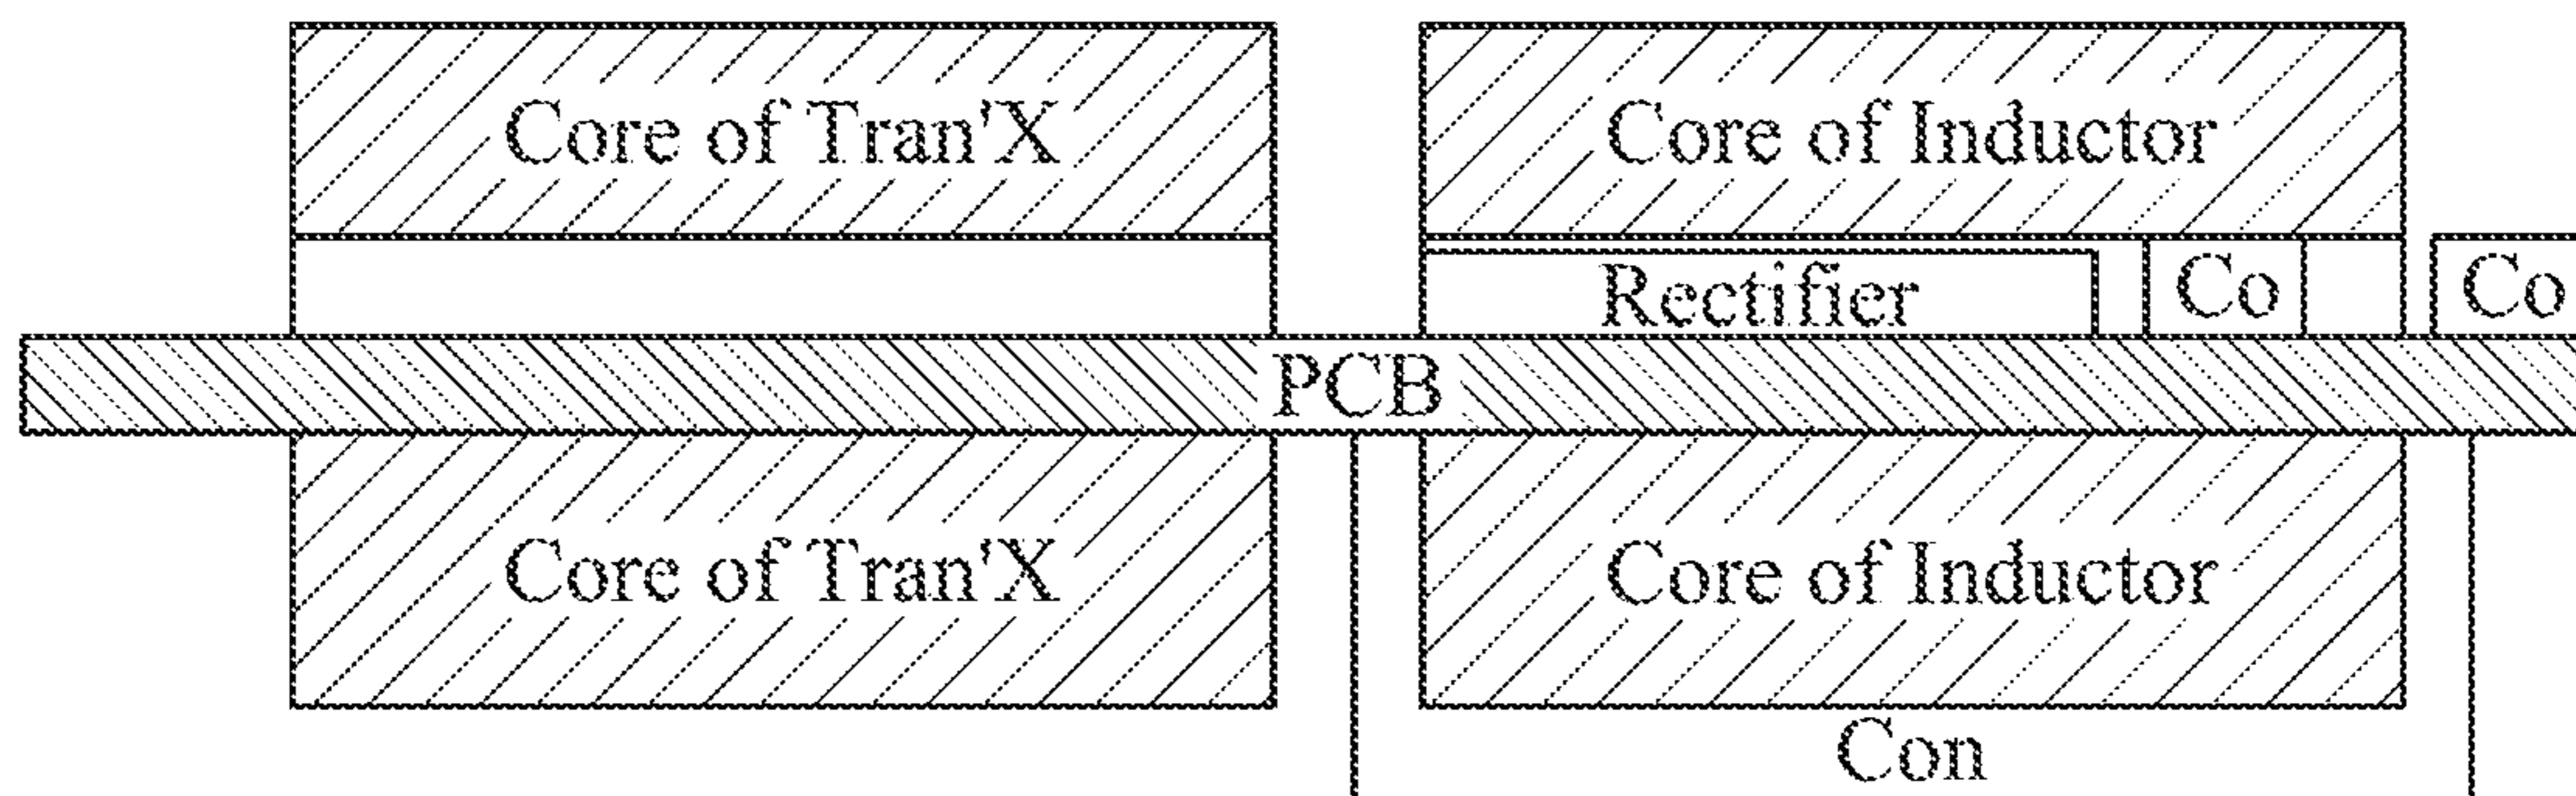 Core of Tran'X
Core of Inductor
Rectifier
Co
Co
PCB
Core of Tran'X
Core of Inductor
Con